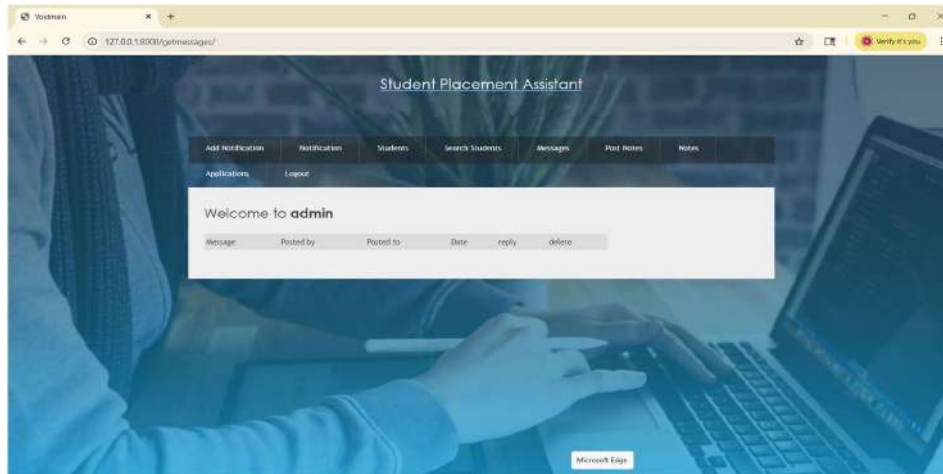 Voidmain
127.0.0.1:8000/getmessages/
Verify it's you
Student Placement Assistant
Add Notification Notification Students Search Students Messages Post Notes Notes
Applications Logout
Welcome to admin
Message Posted by Posted to Date reply delete
Microsoft Edge